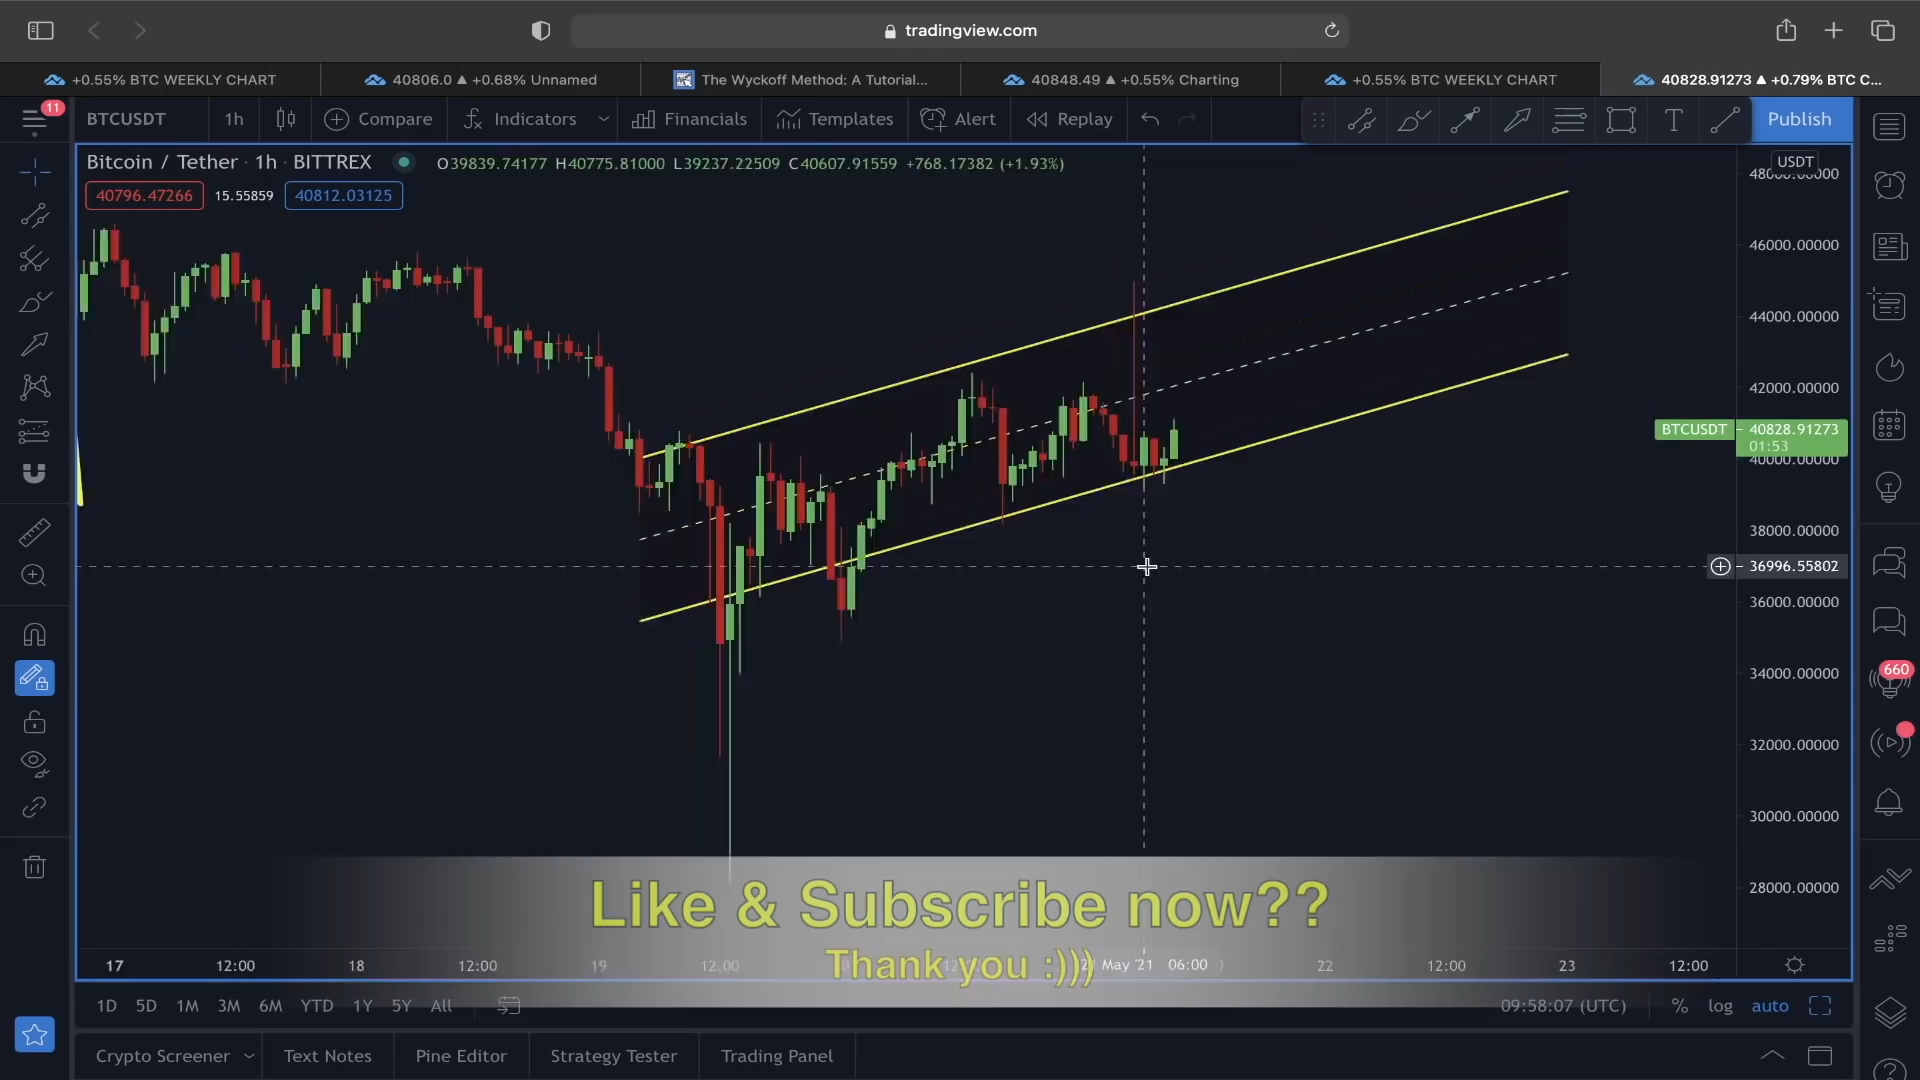 tradingview.com
+0.55% BTC WEEKLY CHART
40806.0 ▲ +0.68% Unnamed
The Wyckoff Method: A Tutorial...
40848.49 ▲ +0.55% Charting
+0.55% BTC WEEKLY CHART
40828.91273 ▲ +0.79% BTC C...
11
BTCUSDT
1h
Compare
Indicators
Financials
Templates
Alert
Replay
Publish
Bitcoin / Tether · 1h · BITTREX
O39839.74177 H40775.81000 L39237.22509 C40607.91559 +768.17382 (+1.93%)
USDT
40796.47266
15.55859
40812.03125
48000.00000
46000.00000
44000.00000
42000.00000
BTCUSDT
40828.91273
01:53
40000.00000
38000.00000
36996.55802
36000.00000
34000.00000
660
32000.00000
30000.00000
28000.00000
Like & Subscribe now??
Thank you :)))
17
12:00
18
12:00
19
12:00
May '21 06:00
22
12:00
23
12:00
1D
5D
1M
3M
6M
YTD
1Y
5Y
All
09:58:07 (UTC)
%
log
auto
Crypto Screener
Text Notes
Pine Editor
Strategy Tester
Trading Panel